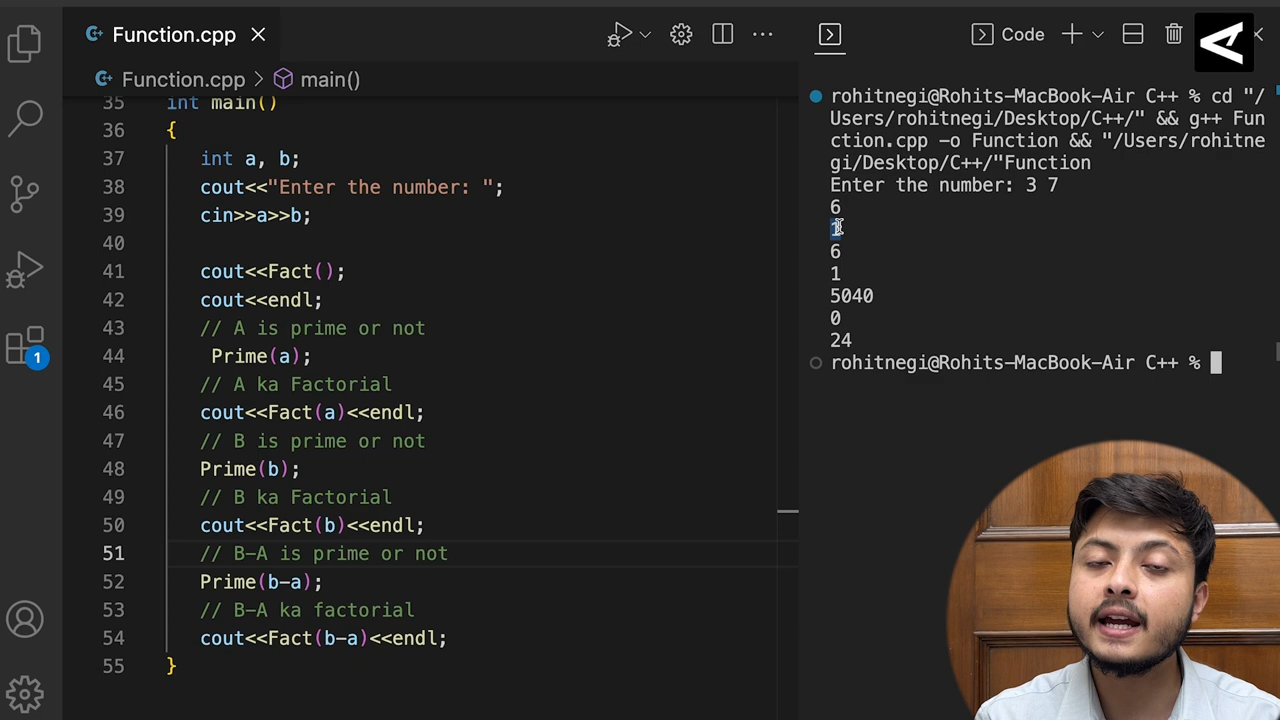 Function.cpp
Code
Function.cpp > main()
35 int main()
36 {
37 int a, b;
38 cout<<"Enter the number: ";
39 cin>>a>>b;
40
41 cout<<Fact();
42 cout<<endl;
43 // A is prime or not
44 Prime(a);
45 // A ka Factorial
46 cout<<Fact(a)<<endl;
47 // B is prime or not
48 Prime(b);
49 // B ka Factorial
50 cout<<Fact(b)<<endl;
51 // B-A is prime or not
52 Prime(b-a);
53 // B-A ka factorial
54 cout<<Fact(b-a)<<endl;
55 }
rohitnegi@Rohits-MacBook-Air C++ % cd "/
Users/rohitnegi/Desktop/C++/" && g++ Fun
ction.cpp -o Function && "/Users/rohitne
gi/Desktop/C++/"Function
Enter the number: 3 7
6
1
6
1
5040
0
24
rohitnegi@Rohits-MacBook-Air C++ %
1